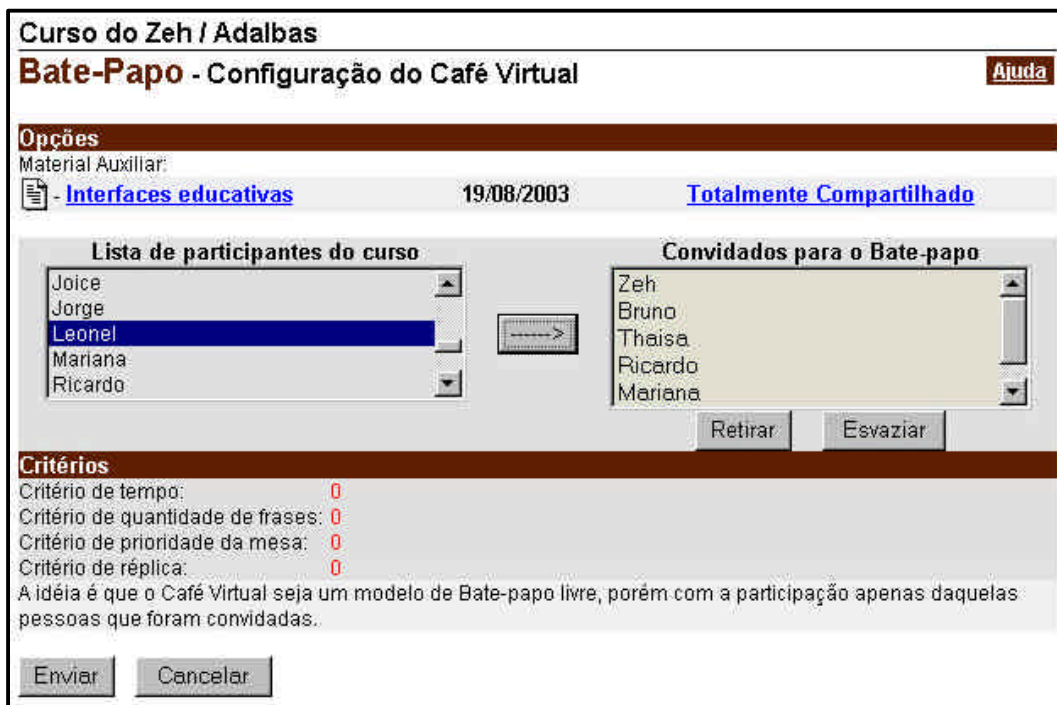 Curso do Zeh / Adalbas
Bate-Papo - Configuração do Café Virtual Ajuda
Opções
Material Auxiliar:
- Interfaces educativas 19/08/2003 Totalmente Compartilhado
Lista de participantes do curso Convidados para o Bate-papo
Joice
Jorge
Leonel
Mariana
Ricardo
------>
Zeh
Bruno
Thaisa
Ricardo
Mariana
Retirar Esvaziar
Critérios
Critério de tempo: 0
Critério de quantidade de frases: 0
Critério de prioridade da mesa: 0
Critério de réplica: 0
A idéia é que o Café Virtual seja um modelo de Bate-papo livre, porém com a participação apenas daquelas
pessoas que foram convidadas.
Enviar Cancelar